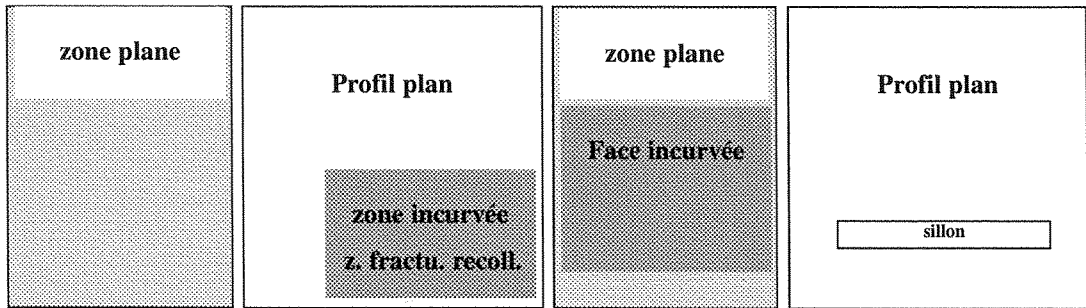 zone plane
Profil plan
zone incurvée
z. fractu. recoll.
zone plane
Face incurvée
Profil plan
sillon